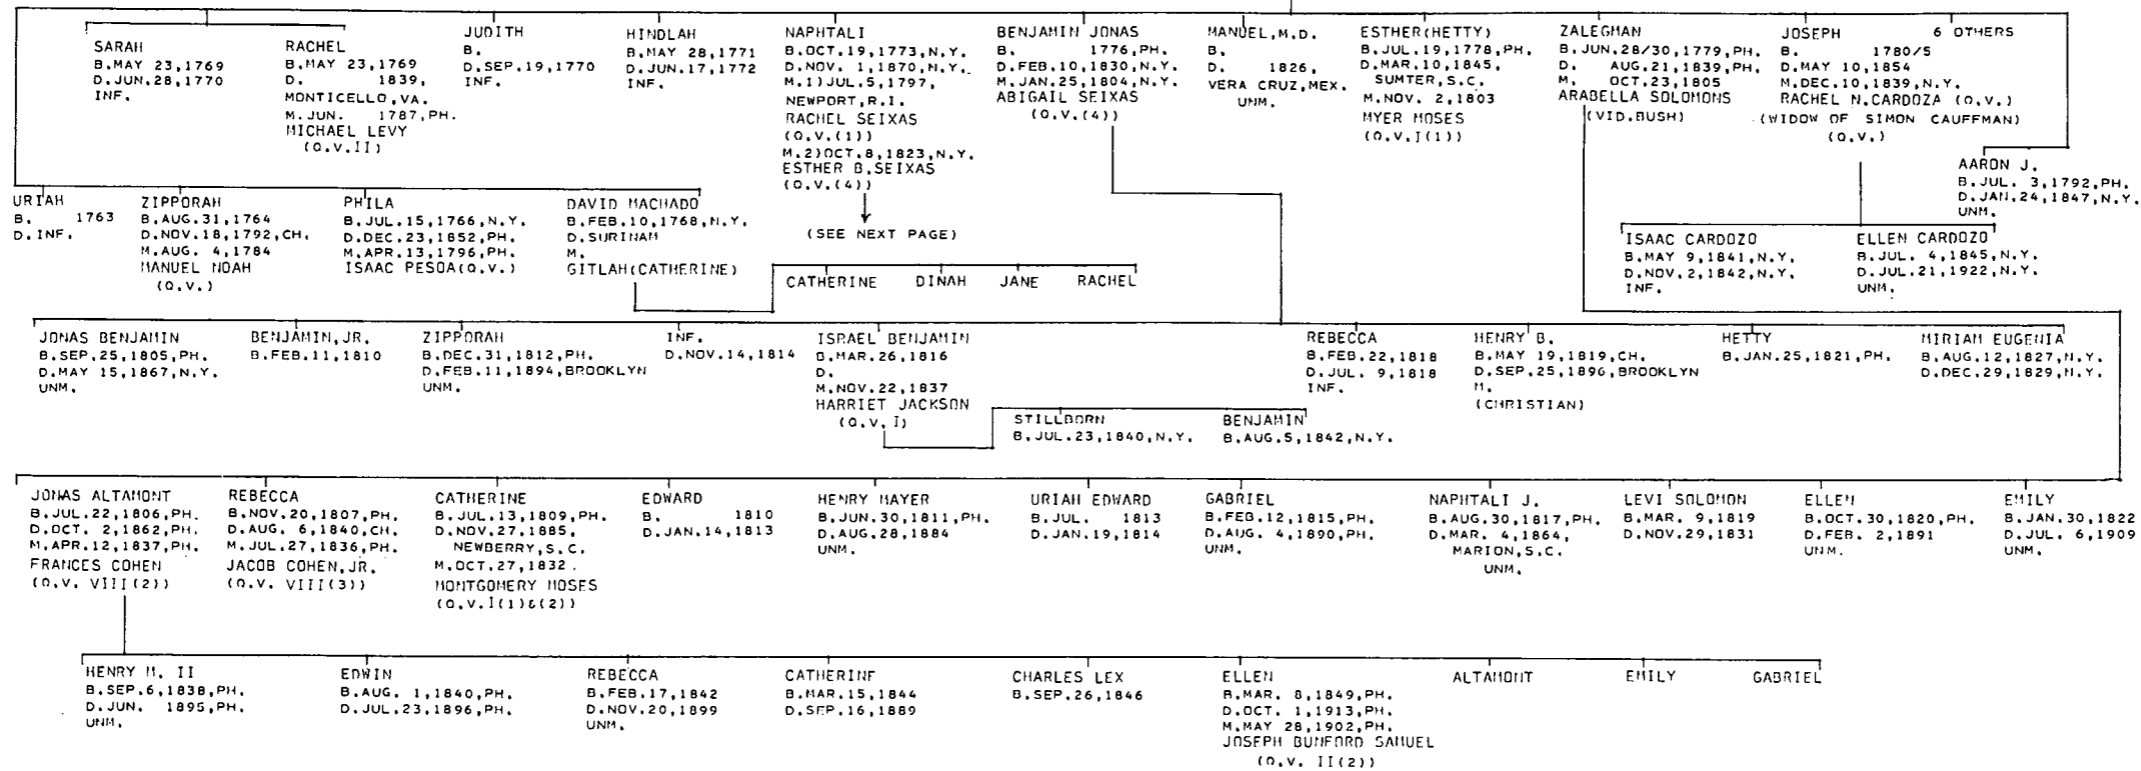 SARAH
B.MAY 23,1769
D.JUN.28,1770
INF.
RACHEL
B.MAY 23,1769
D. 1839,
MONTICELLO,VA.
M.JUN. 1787,PH.
MICHAEL LEVY
(Q.V.II)
JUDITH
B.
D.SEP.19,1770
INF.
HINDLAH
B.MAY 28,1771
D.JUN.17,1772
INF.
NAPHTALI
B.OCT.19,1773,N.Y.
D.NOV. 1,1870,N.Y.
M.1)JUL.5,1797,
NEWPORT,R.I.
RACHEL SEIXAS
(Q.V.(1))
M.2)OCT.8,1823,N.Y.
ESTHER B.SEIXAS
(Q.V.(4))
(SEE NEXT PAGE)
BENJAMIN JONAS
B. 1776,PH.
D.FEB.10,1830,N.Y.
M.JAN.25,1804,N.Y.
ABIGAIL SEIXAS
(Q.V.(4))
MANUEL,M.D.
B.
D. 1826,
VERA CRUZ,MEX.
UNM.
ESTHER(HETTY)
B.JUL.19,1778,PH.
D.MAR.10,1845,
SUMTER,S.C.
M.NOV. 2,1803
MYER MOSES
(Q.V.I(1))
ZALEGMAN
B.JUN.28/30,1779,PH.
D. AUG.21,1839,PH.
M. OCT.23,1805
ARABELLA SOLOMONS
(VID.BUSH)
JOSEPH
B. 1780/5
D.MAY 10,1854
M.DEC.10,1839,N.Y.
RACHEL N.CARDOZA (Q.V.)
(WIDOW OF SIMON CAUFFMAN)
(Q.V.)
6 OTHERS
AARON J.
B.JUL. 3,1792,PH.
D.JAN.24,1847,N.Y.
UNM.
URIAH
B. 1763
D.INF.
ZIPPORAH
B.AUG.31,1764
D.NOV.18,1792,CH.
M.AUG. 4,1784
MANUEL NOAH
(Q.V.)
PHILA
B.JUL.15,1766,N.Y.
D.DEC.23,1852,PH.
M.APR.13,1796,PH.
ISAAC PESOA(Q.V.)
DAVID MACHADO
B.FEB.10,1768,N.Y.
D.SURINAM
M.
GITLAH(CATHERINE)
CATHERINE DINAH JANE RACHEL
ISAAC CARDOZO
B.MAY 9,1841,N.Y.
D.NOV.2,1842,N.Y.
INF.
ELLEN CARDOZO
B.JUL. 4,1845,N.Y.
D.JUL.21,1922,N.Y.
UNM.
JONAS BENJAMIN
B.SEP.25,1805,PH.
D.MAY 15,1867,N.Y.
UNM.
BENJAMIN,JR.
B.FEB.11,1810
ZIPPORAH
B.DEC.31,1812,PH.
D.FEB.11,1894,BROOKLYN
UNM.
INF.
D.NOV.14,1814
ISRAEL BENJAMIN
B.MAR.26,1816
D.
M.NOV.22,1837
HARRIET JACKSON
(Q.V.I)
STILLBORN
B.JUL.23,1840,N.Y.
BENJAMIN
B.AUG.5,1842,N.Y.
REBECCA
B.FEB.22,1818
D.JUL. 9,1818
INF.
HENRY B.
B.MAY 19,1819,CH.
D.SEP.25,1896,BROOKLYN
M.
(CHRISTIAN)
HETTY
B.JAN.25,1821,PH.
MIRIAM EUGENIA
B.AUG.12,1827,N.Y.
D.DEC.29,1829,N.Y.
JONAS ALTAMONT
B.JUL.22,1806,PH.
D.OCT. 2,1862,PH.
M.APR.12,1837,PH.
FRANCES COHEN
(Q.V. VIII(2))
REBECCA
B.NOV.20,1807,PH.
D.AUG. 6,1840,CH.
M.JUL.27,1836,PH.
JACOB COHEN,JR.
(Q.V. VIII(3))
CATHERINE
B.JUL.13,1809,PH.
D.NOV.27,1885,
NEWBERRY,S.C.
M.OCT.27,1832
MONTGOMERY MOSES
(Q.V.I(1)&(2))
EDWARD
B. 1810
D.JAN.14,1813
HENRY MAYER
B.JUN.30,1811,PH.
D.AUG.28,1884
UNM.
URIAH EDWARD
B.JUL. 1813
D.JAN.19,1814
GABRIEL
B.FEB.12,1815,PH.
D.AUG. 4,1890,PH.
UNM.
NAPHTALI J.
B.AUG.30,1817,PH.
D.MAR. 4,1864,
MARION,S.C.
UNM.
LEVI SOLOMON
B.MAR. 9,1819
D.NOV.29,1831
ELLEN
B.OCT.30,1820,PH.
D.FEB. 2,1891
UNM.
EMILY
B.JAN.30,1822
D.JUL. 6,1909
UNM.
HENRY M. II
B.SEP.6,1838,PH.
D.JUN. 1895,PH.
UNM.
EDWIN
B.AUG. 1,1840,PH.
D.JUL.23,1896,PH.
REBECCA
B.FEB.17,1842
D.NOV.20,1899
UNM.
CATHERINE
B.MAR.15,1844
D.SEP.16,1889
CHARLES LEX
B.SEP.26,1846
ELLEN
B.MAR. 8,1849,PH.
D.OCT. 1,1913,PH.
M.MAY 28,1902,PH.
JOSEPH BUNFORD SAMUEL
(Q.V. II(2))
ALTAMONT
EMILY
GABRIEL